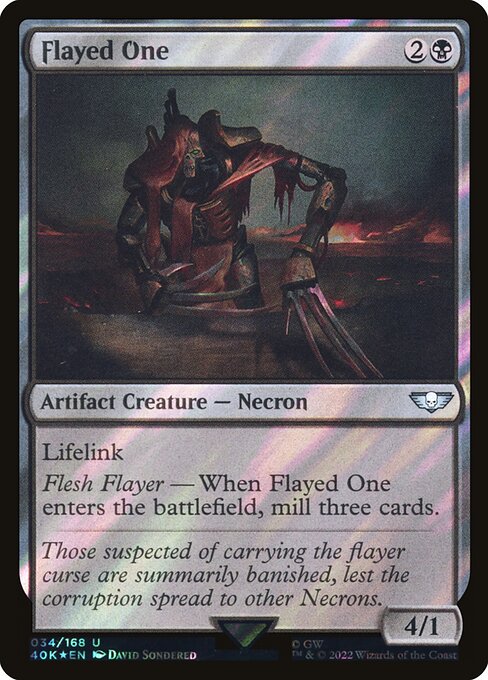 Flayed One 2
Artifact Creature — Necron
Lifelink
Flesh Flayer — When Flayed One
enters the battlefield, mill three cards.
Those suspected of carrying the flayer
curse are summarily banished, lest the
corruption spread to other Necrons.
4/1
034/168 U
40K★EN David Sondered
© GW
™ & © 2022 Wizards of the Coast